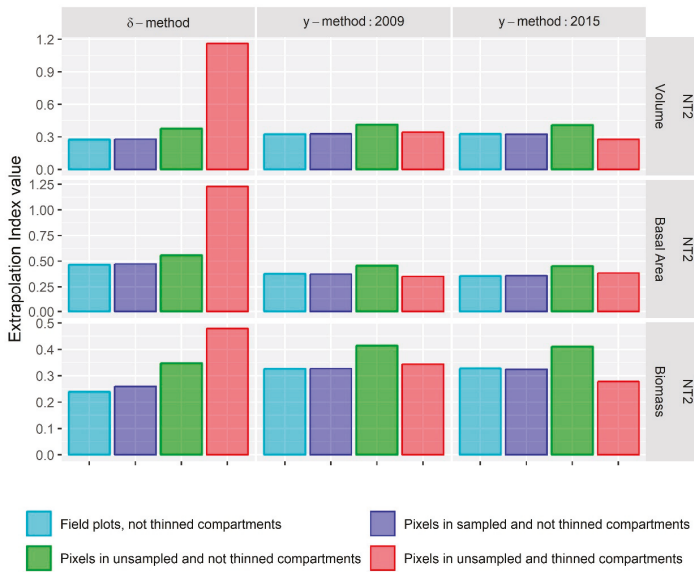 δ – method
y – method : 2009
y – method : 2015
Extrapolation Index value
1.2
0.9
0.6
0.3
0.0
NT2
Volume
1.25
1.00
0.75
0.50
0.25
0.00
NT2
Basal Area
0.5
0.4
0.3
0.2
0.1
0.0
NT2
Biomass
Field plots, not thinned compartments
Pixels in sampled and not thinned compartments
Pixels in unsampled and not thinned compartments
Pixels in unsampled and thinned compartments